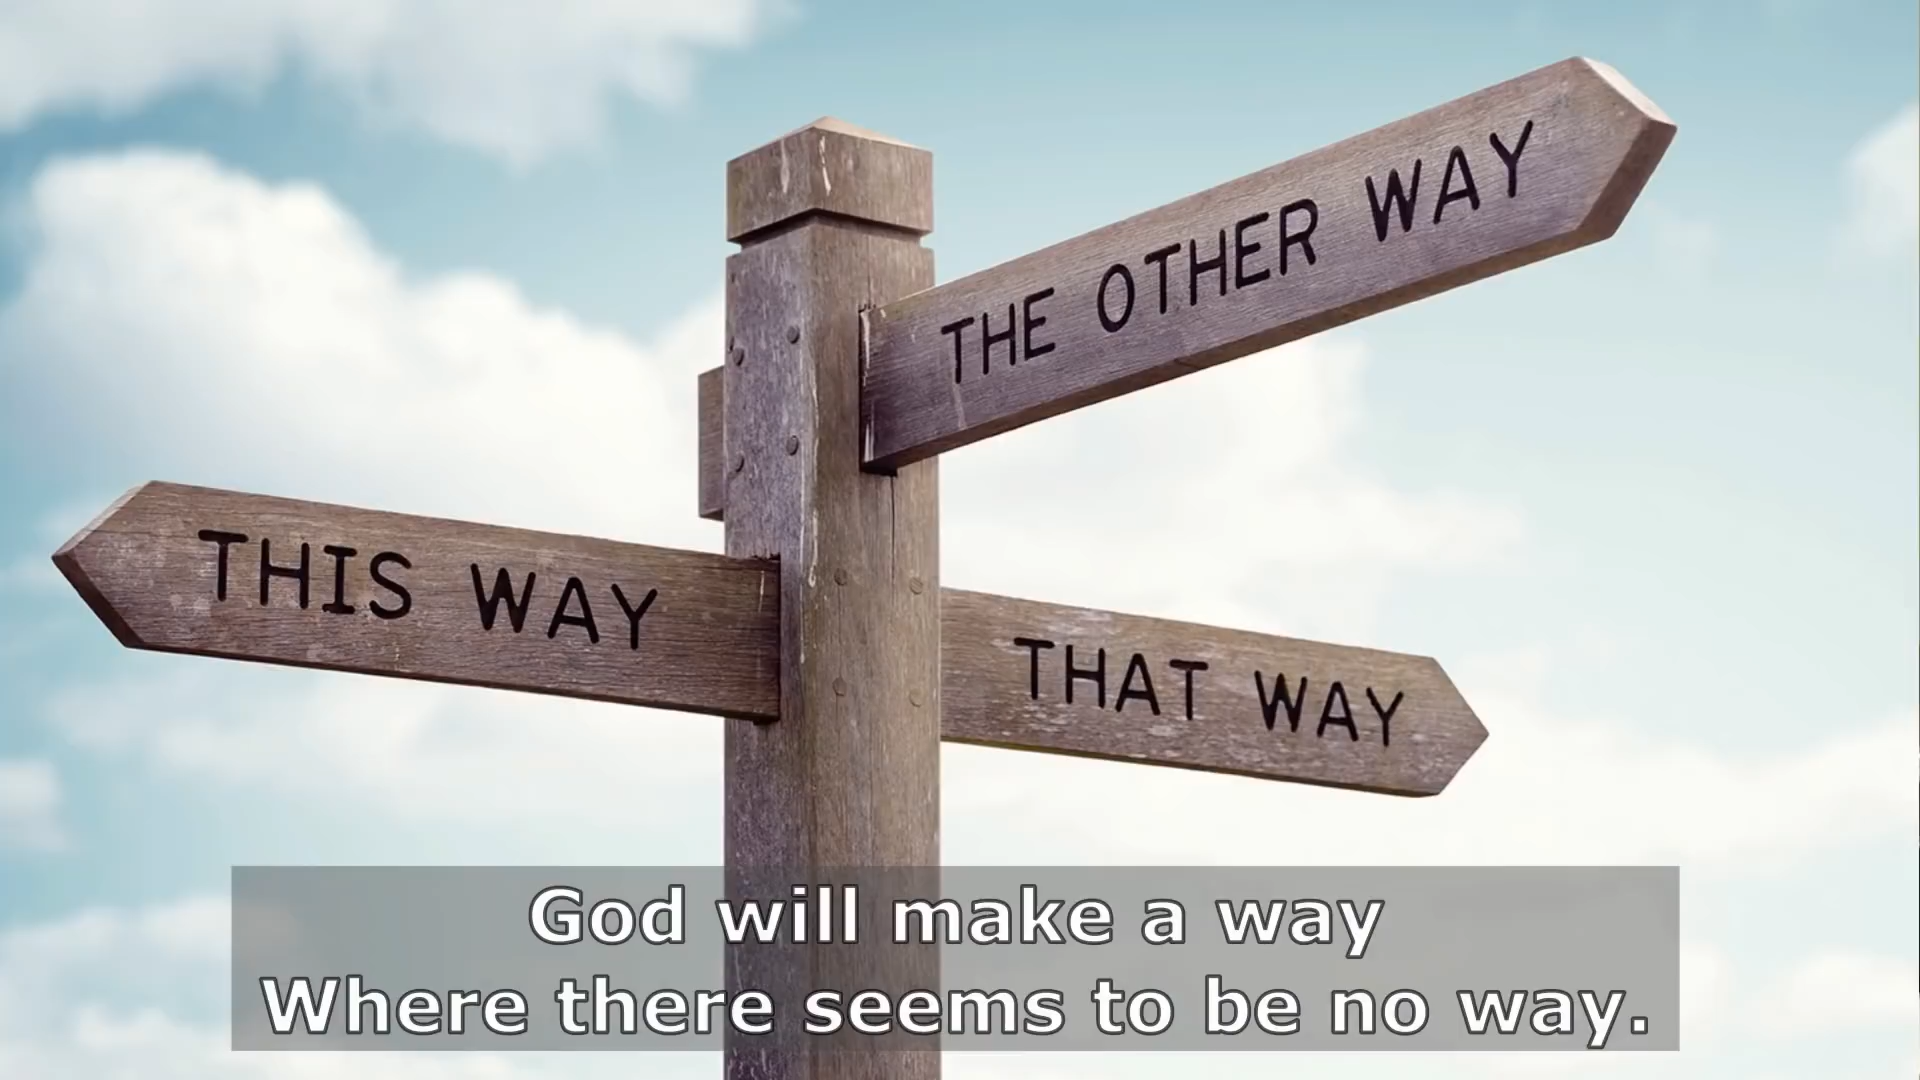 THE OTHER WAY
THIS WAY
THAT WAY
God will make a way
Where there seems to be no way.